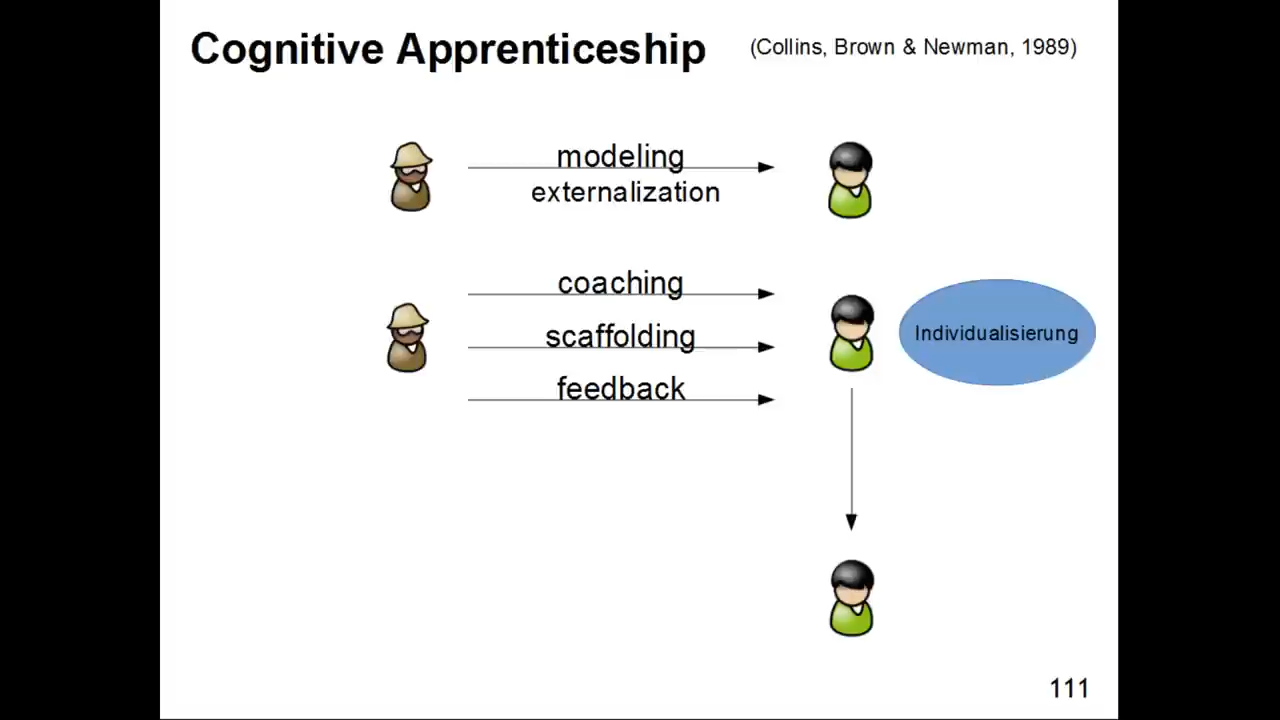 Cognitive Apprenticeship
(Collins, Brown & Newman, 1989)
modeling
externalization
coaching
scaffolding
feedback
Individualisierung
111